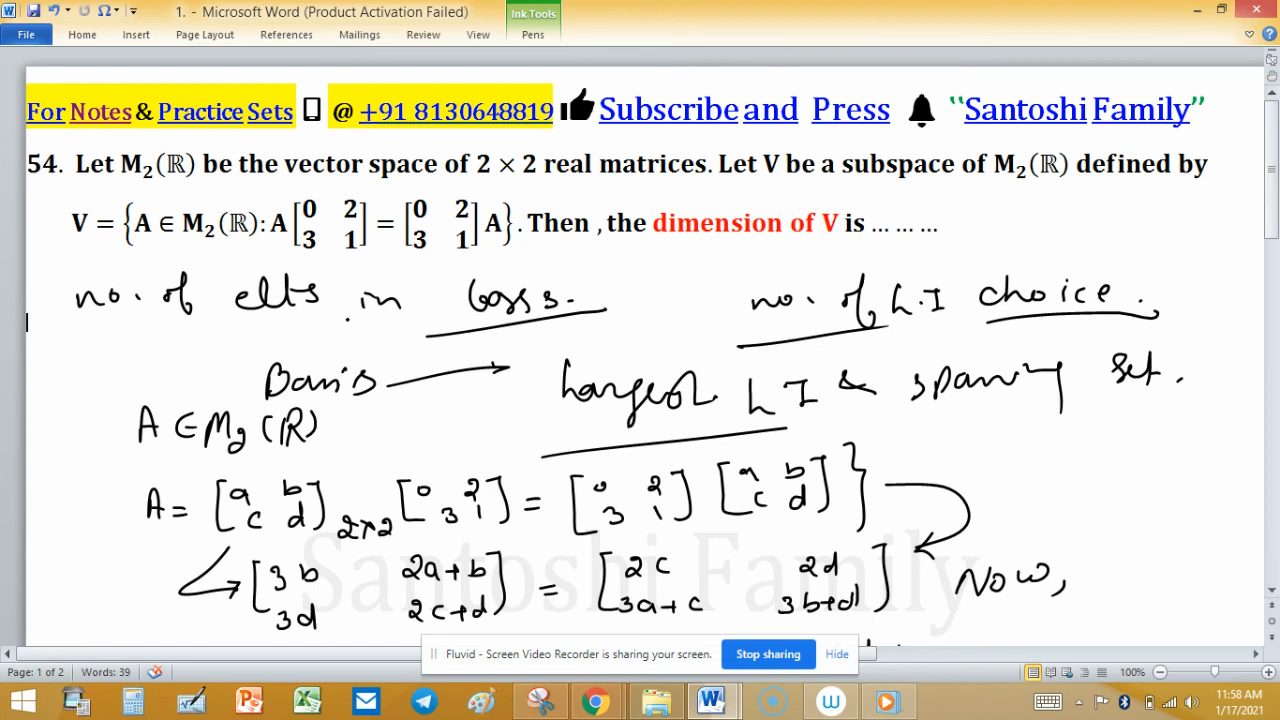 1. - Microsoft Word (Product Activation Failed)
Ink Tools
File Home Insert Page Layout References Mailings Review View Pens
For Notes & Practice Sets @ +91 8130648819 Subscribe and Press "Santoshi Family"
54. Let M₂(ℝ) be the vector space of 2 × 2 real matrices. Let V be a subspace of M₂(ℝ) defined by
V = {A ∈ M₂(ℝ): A [0 2; 3 1] = [0 2; 3 1] A}. Then , the dimension of V is ... ... ...
no. of elts in no. of L.I choice.
Basis → Largest L I & set.
A ∈ M₂(ℝ)
A = [a b; c d]₂ₓ₂ [0 2; 3 1] = [0 2; 3 1] [a b; c d] }
[3b 2a+b; 3d 2c+d] = [2c 2d; 3a+c 3b+d] Now,
Santoshi Family
Fluvid - Screen Video Recorder is sharing your screen. Stop sharing Hide
Page: 1 of 2 Words: 39 100%
11:58 AM
1/17/2021